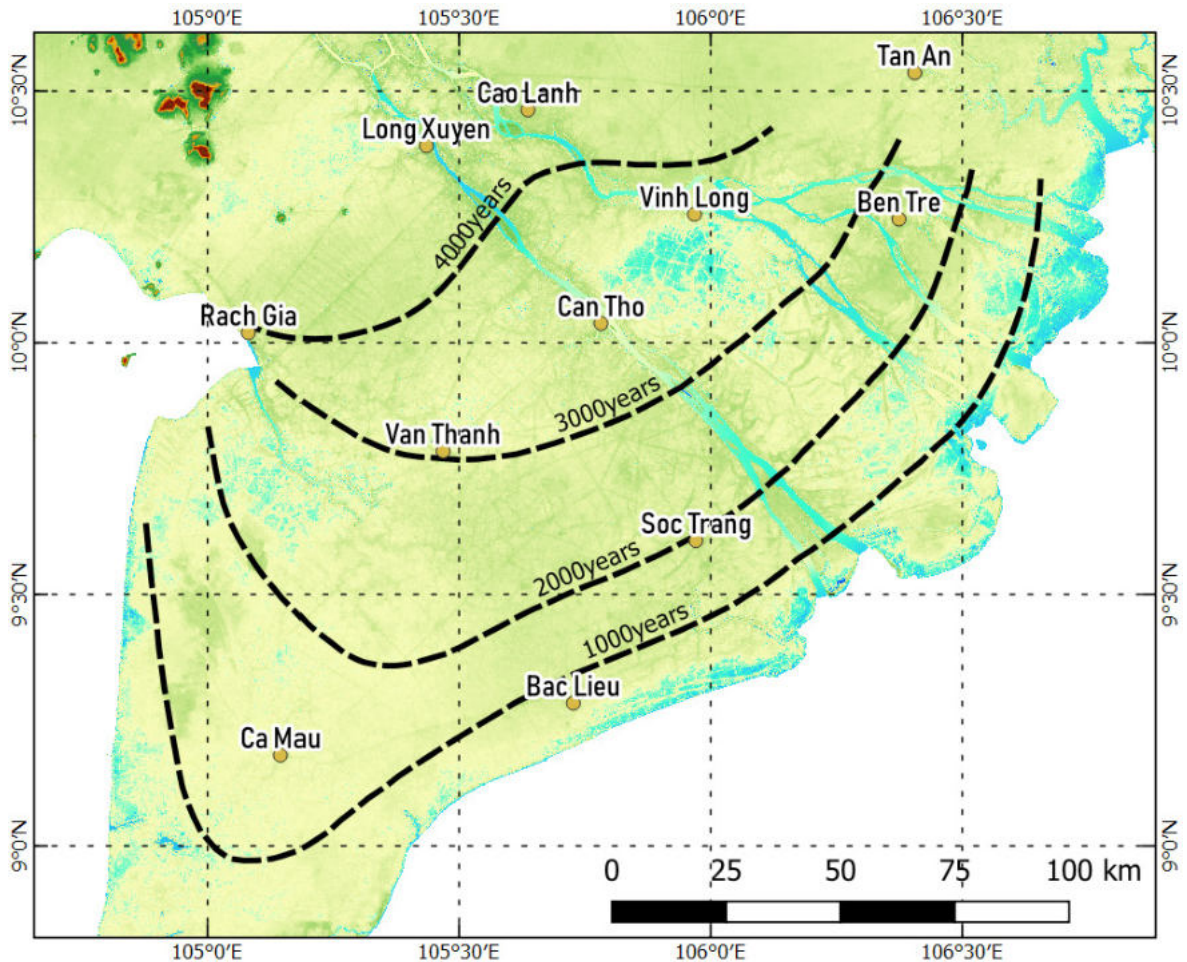 105°0′E 105°30′E 106°0′E 106°30′E
Tan An
10°30′N 10°30′N
Cao Lanh
Long Xuyen
4000years
Vinh Long
Ben Tre
Rach Gia
Can Tho
10°0′N 10°0′N
3000years
Van Thanh
Soc Trang
2000years
9°30′N 9°30′N
1000years
Bac Lieu
Ca Mau
9°0′N 9°0′N
0 25 50 75 100 km
105°0′E 105°30′E 106°0′E 106°30′E